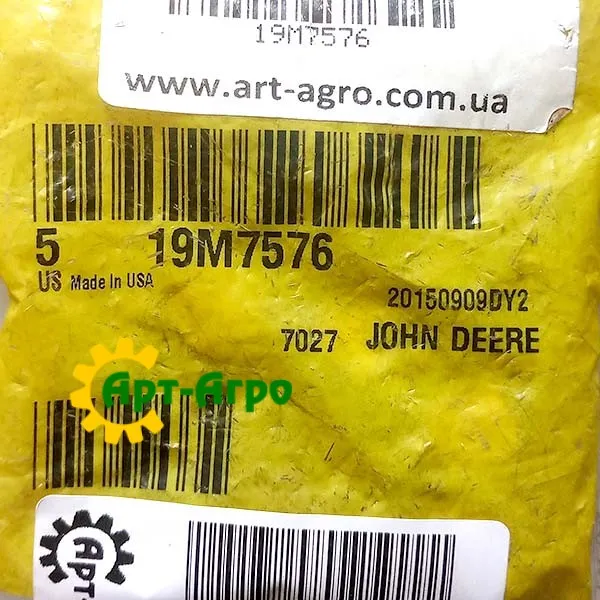 19M7576
www.art-agro.com.ua
5 19M7576
US Made In USA
20150909DY2
7027 JOHN DEERE
Арт-Агро
Арт-